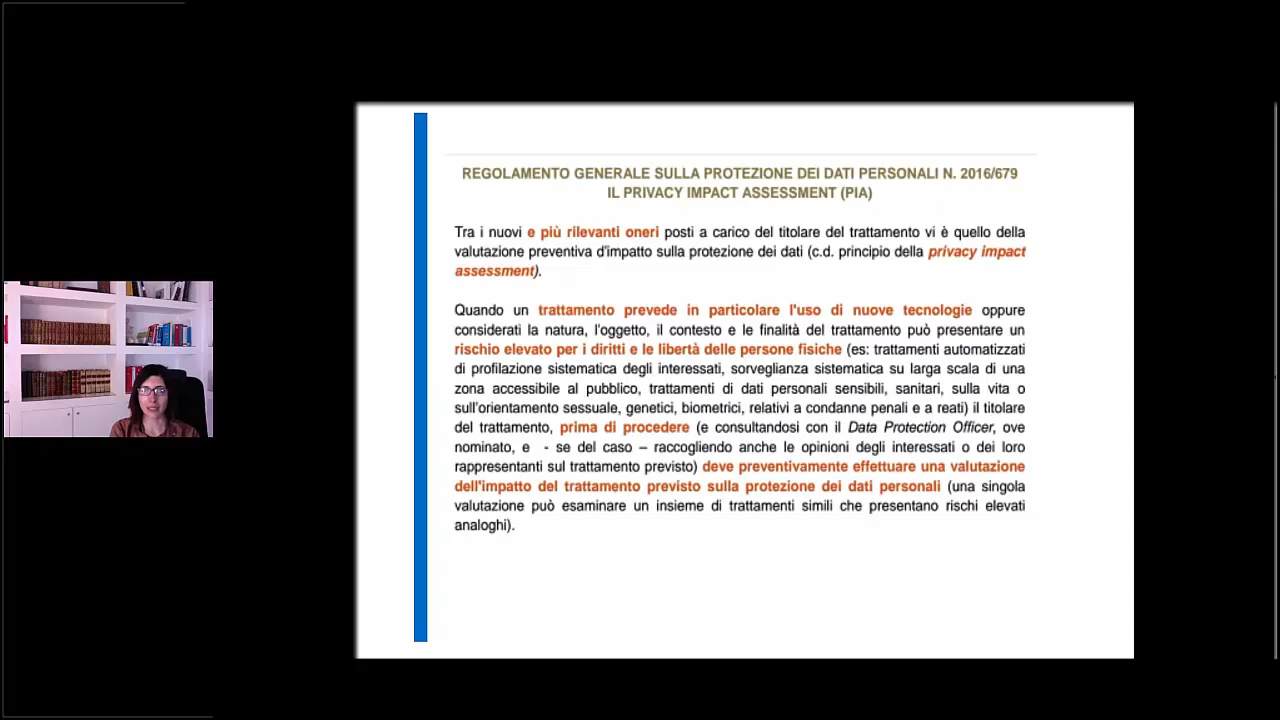 REGOLAMENTO GENERALE SULLA PROTEZIONE DEI DATI PERSONALI N. 2016/679
IL PRIVACY IMPACT ASSESSMENT (PIA)
Tra i nuovi e più rilevanti oneri posti a carico del titolare del trattamento vi è quello della
valutazione preventiva d'impatto sulla protezione dei dati (c.d. principio della privacy impact
assessment).
Quando un trattamento prevede in particolare l'uso di nuove tecnologie oppure
considerati la natura, l'oggetto, il contesto e le finalità del trattamento può presentare un
rischio elevato per i diritti e le libertà delle persone fisiche (es: trattamenti automatizzati
di profilazione sistematica degli interessati, sorveglianza sistematica su larga scala di una
zona accessibile al pubblico, trattamenti di dati personali sensibili, sanitari, sulla vita o
sull'orientamento sessuale, genetici, biometrici, relativi a condanne penali e a reati) il titolare
del trattamento, prima di procedere (e consultandosi con il Data Protection Officer, ove
nominato, e - se del caso – raccogliendo anche le opinioni degli interessati o dei loro
rappresentanti sul trattamento previsto) deve preventivamente effettuare una valutazione
dell'impatto del trattamento previsto sulla protezione dei dati personali (una singola
valutazione può esaminare un insieme di trattamenti simili che presentano rischi elevati
analoghi).